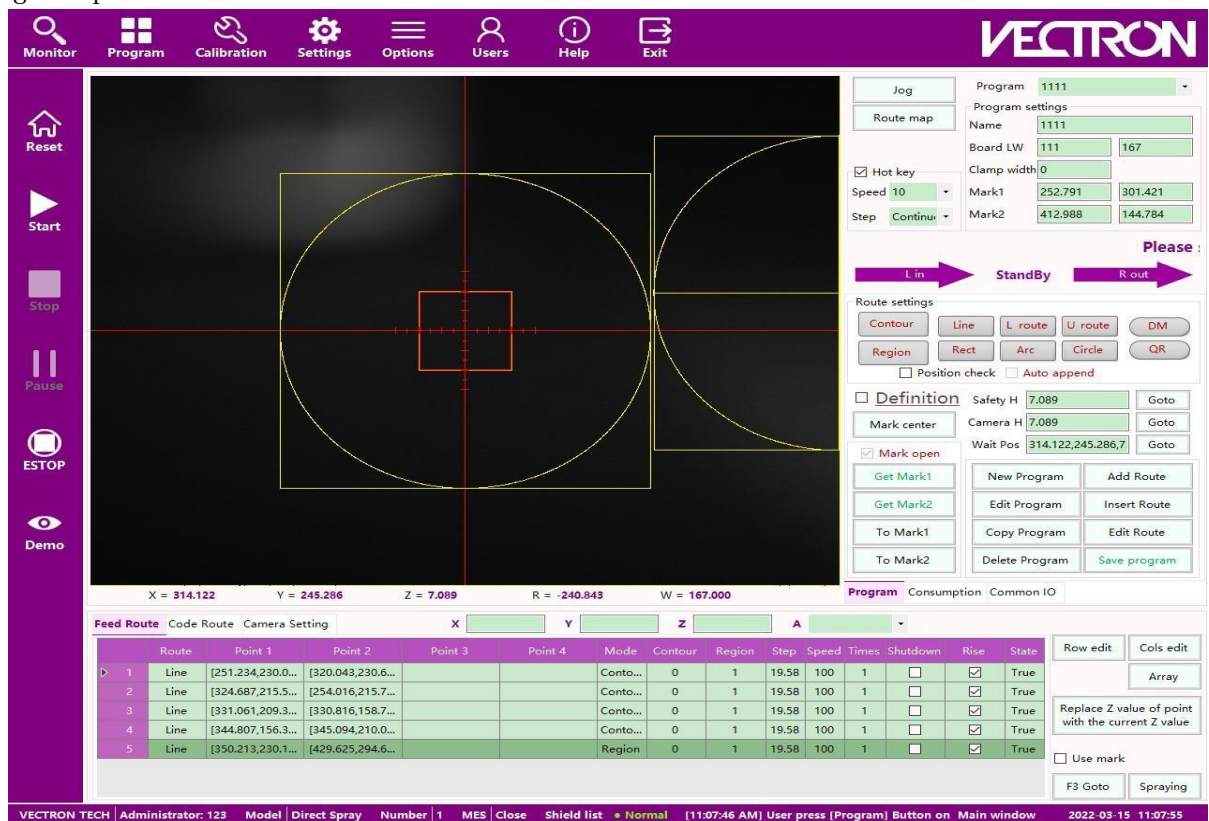 Monitor Program Calibration Settings Options Users Help Exit VECTRON
Reset
Start
Stop
Pause
ESTOP
Demo
Jog
Route map
Hot key
Speed 10
Step Continu
Program 1111
Program settings
Name 1111
Board LW 111 167
Clamp width 0
Mark1 252.791 301.421
Mark2 412.988 144.784
Please :
L in StandBy R out
Route settings
Contour Line L route U route DM
Region Rect Arc Circle QR
Position check Auto append
Definition Safety H 7.089 Goto
Mark center Camera H 7.089 Goto
Wait Pos 314.122,245.286,7 Goto
Mark open
Get Mark1 New Program Add Route
Get Mark2 Edit Program Insert Route
To Mark1 Copy Program Edit Route
To Mark2 Delete Program Save program
X = 314.122 Y = 245.286 Z = 7.089 R = -240.843 W = 167.000
Program Consumption Common IO
Feed Route Code Route Camera Setting X Y Z A
Route Point 1 Point 2 Point 3 Point 4 Mode Contour Region Step Speed Times Shutdown Rise State
1 Line [251.234,230.0... [320.043,230.6... Conto... 0 1 19.58 100 1 True
2 Line [324.687,215.5... [254.016,215.7... Conto... 0 1 19.58 100 1 True
3 Line [331.061,209.3... [330.816,158.7... Conto... 0 1 19.58 100 1 True
4 Line [344.807,156.3... [345.094,210.0... Conto... 0 1 19.58 100 1 True
5 Line [350.213,230.1... [429.625,294.6... Region 0 1 19.58 100 1 True
Row edit Cols edit
Array
Replace Z value of point
with the current Z value
Use mark
F3 Goto Spraying
VECTRON TECH Administrator: 123 Model Direct Spray Number 1 MES Close Shield list Normal [11:07:46 AM] User press [Program] Button on Main window 2022-03-15 11:07:55